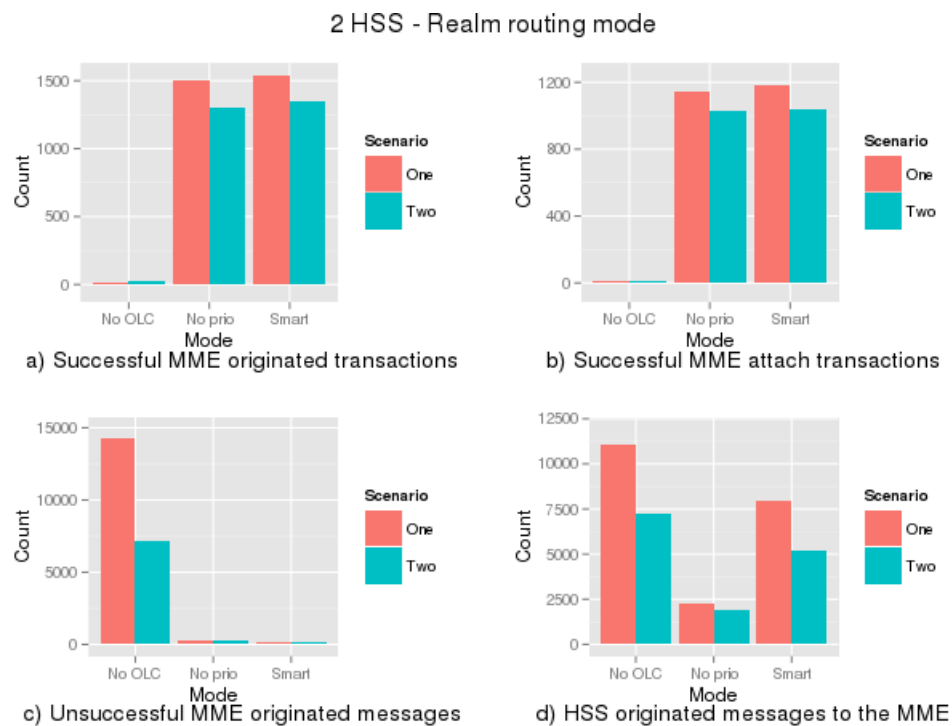 2 HSS - Realm routing mode
1500
1000
500
0
Count
No OLC No prio Smart
Mode
Scenario
One
Two
a) Successful MME originated transactions
1200
800
400
0
Count
No OLC No prio Smart
Mode
Scenario
One
Two
b) Successful MME attach transactions
15000
10000
5000
0
Count
No OLC No prio Smart
Mode
Scenario
One
Two
c) Unsuccessful MME originated messages
12500
10000
7500
5000
2500
0
Count
No OLC No prio Smart
Mode
Scenario
One
Two
d) HSS originated messages to the MME